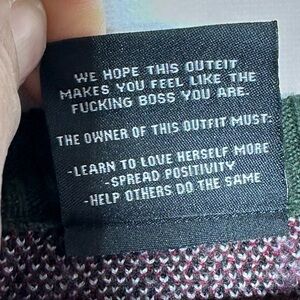 WE HOPE THIS OUTFIT
MAKES YOU FEEL LIKE THE
FUCKING BOSS YOU ARE.
THE OWNER OF THIS OUTFIT MUST:
-LEARN TO LOVE HERSELF MORE
-SPREAD POSITIVITY
-HELP OTHERS DO THE SAME